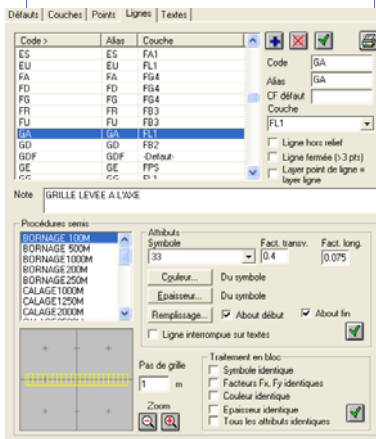 Défauts Couches Points Lignes Textes
Code > Alias Couche
ES ES FA1
EU EU FL1
FA FA FG4
FD FD FG4
FG FG FG4
FR FR FB3
FU FU FB3
GA GA FL1
GD GD FB2
GDF GDF -Defaut-
GE GE FPS
GG GG FL1
Code GA
Alias GA
CF défaut
Couche
FL1
Ligne hors relief
Ligne fermée (>3 pts)
Layer point de ligne =
layer ligne
Note GRILLE LEVEE A L'AXE
Procédures semis
BORNAGE 100M
BORNAGE 500M
BORNAGE1000M
BORNAGE200M
BORNAGE250M
CALAGE1000M
CALAGE1250M
CALAGE2000M
Attributs
Symbole Fact. transv. Fact. long.
33 0.4 0.075
Couleur... Du symbole
Epaisseur... Du symbole
Remplissage... About début About fin
Ligne interrompue sur textes
Pas de grille
1 m
Zoom
Traitement en bloc
Symbole identique
Facteurs Fx, Fy identiques
Couleur identique
Epaisseur identique
Tous les attributs identiques